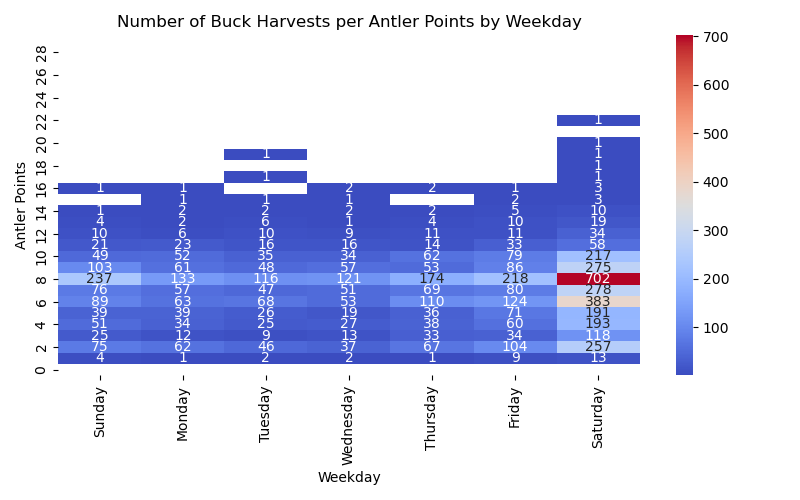 Number of Buck Harvests per Antler Points by Weekday
28
26
24
22 1
20 1
1 1
18 1
1 1
16 1 1 2 2 1 3
1 1 1 2 3
14 1 2 2 2 2 5 10
4 2 6 1 4 10 19
12 10 6 10 9 11 11 34
21 23 16 16 14 33 58
10 49 52 35 34 62 79 217
103 61 48 57 53 86 275
8 237 133 116 121 174 218 702
76 57 47 51 69 80 278
6 89 63 68 53 110 124 383
39 39 26 19 36 71 191
4 51 34 25 27 38 60 193
25 12 9 13 33 34 118
2 75 62 46 37 67 104 257
4 1 2 2 1 9 13
0
Antler Points
Sunday Monday Tuesday Wednesday Thursday Friday Saturday
Weekday
700
600
500
400
300
200
100